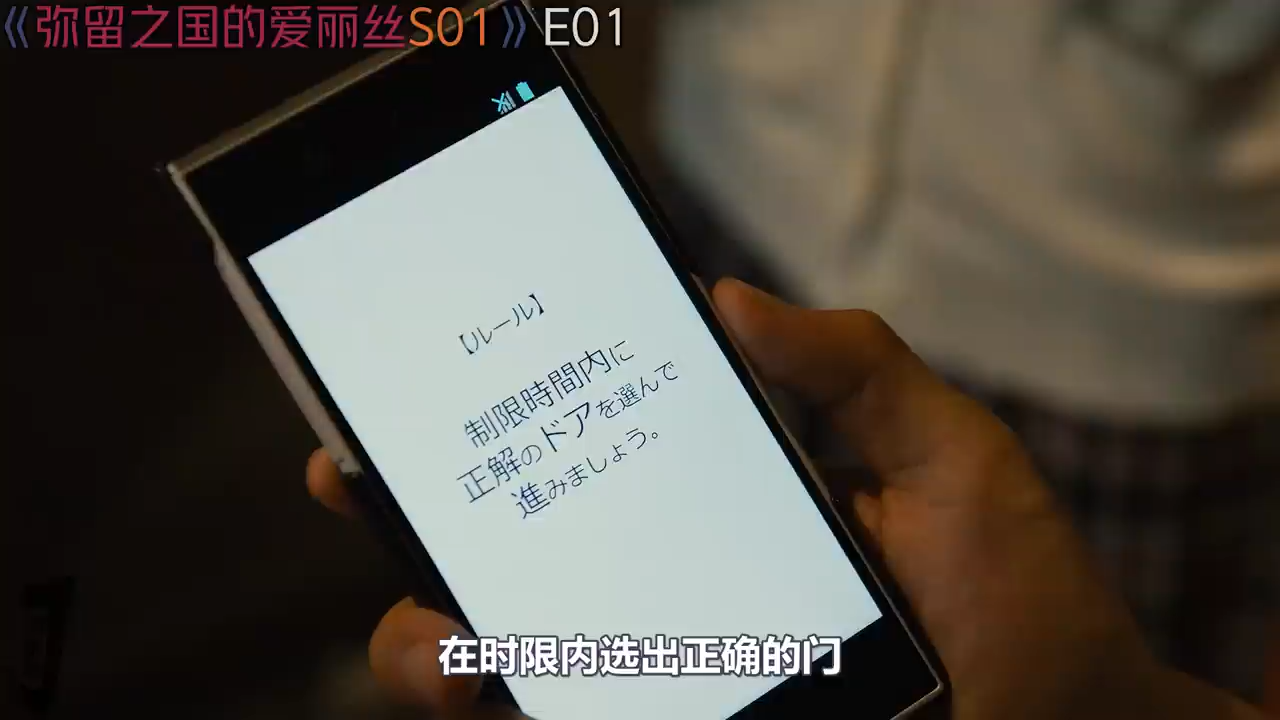 《弥留之国的爱丽丝S01》E01
【ルール】
制限時間内に
正解のドアを選んで
進みましょう。
在时限内选出正确的门